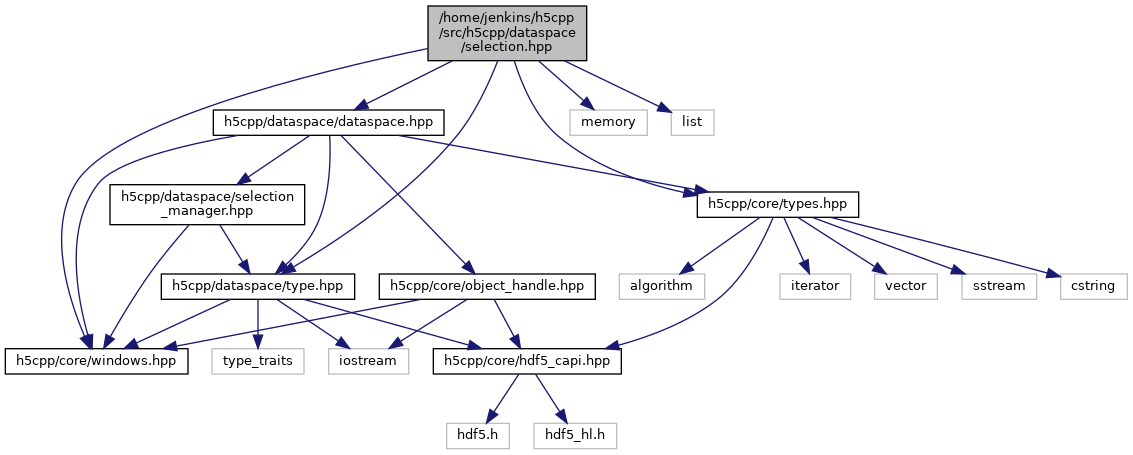 /home/jenkins/h5cpp
/src/h5cpp/dataspace
/selection.hpp
h5cpp/dataspace/dataspace.hpp
memory
list
h5cpp/dataspace/selection
_manager.hpp
h5cpp/core/types.hpp
h5cpp/dataspace/type.hpp
h5cpp/core/object_handle.hpp
algorithm
iterator
vector
sstream
cstring
h5cpp/core/windows.hpp
type_traits
iostream
h5cpp/core/hdf5_capi.hpp
hdf5.h
hdf5_hl.h